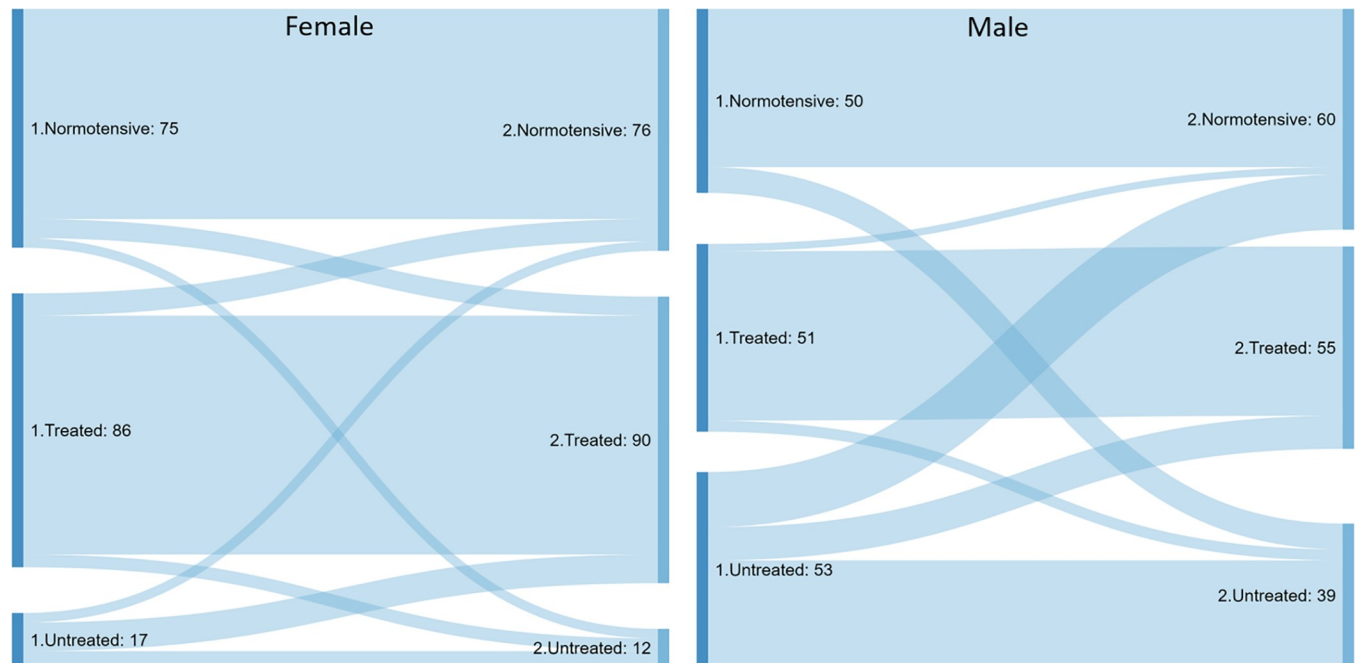 Female
1.Normotensive: 75
2.Normotensive: 76
1.Treated: 86
2.Treated: 90
1.Untreated: 17
2.Untreated: 12
Male
1.Normotensive: 50
2.Normotensive: 60
1.Treated: 51
2.Treated: 55
1.Untreated: 53
2.Untreated: 39